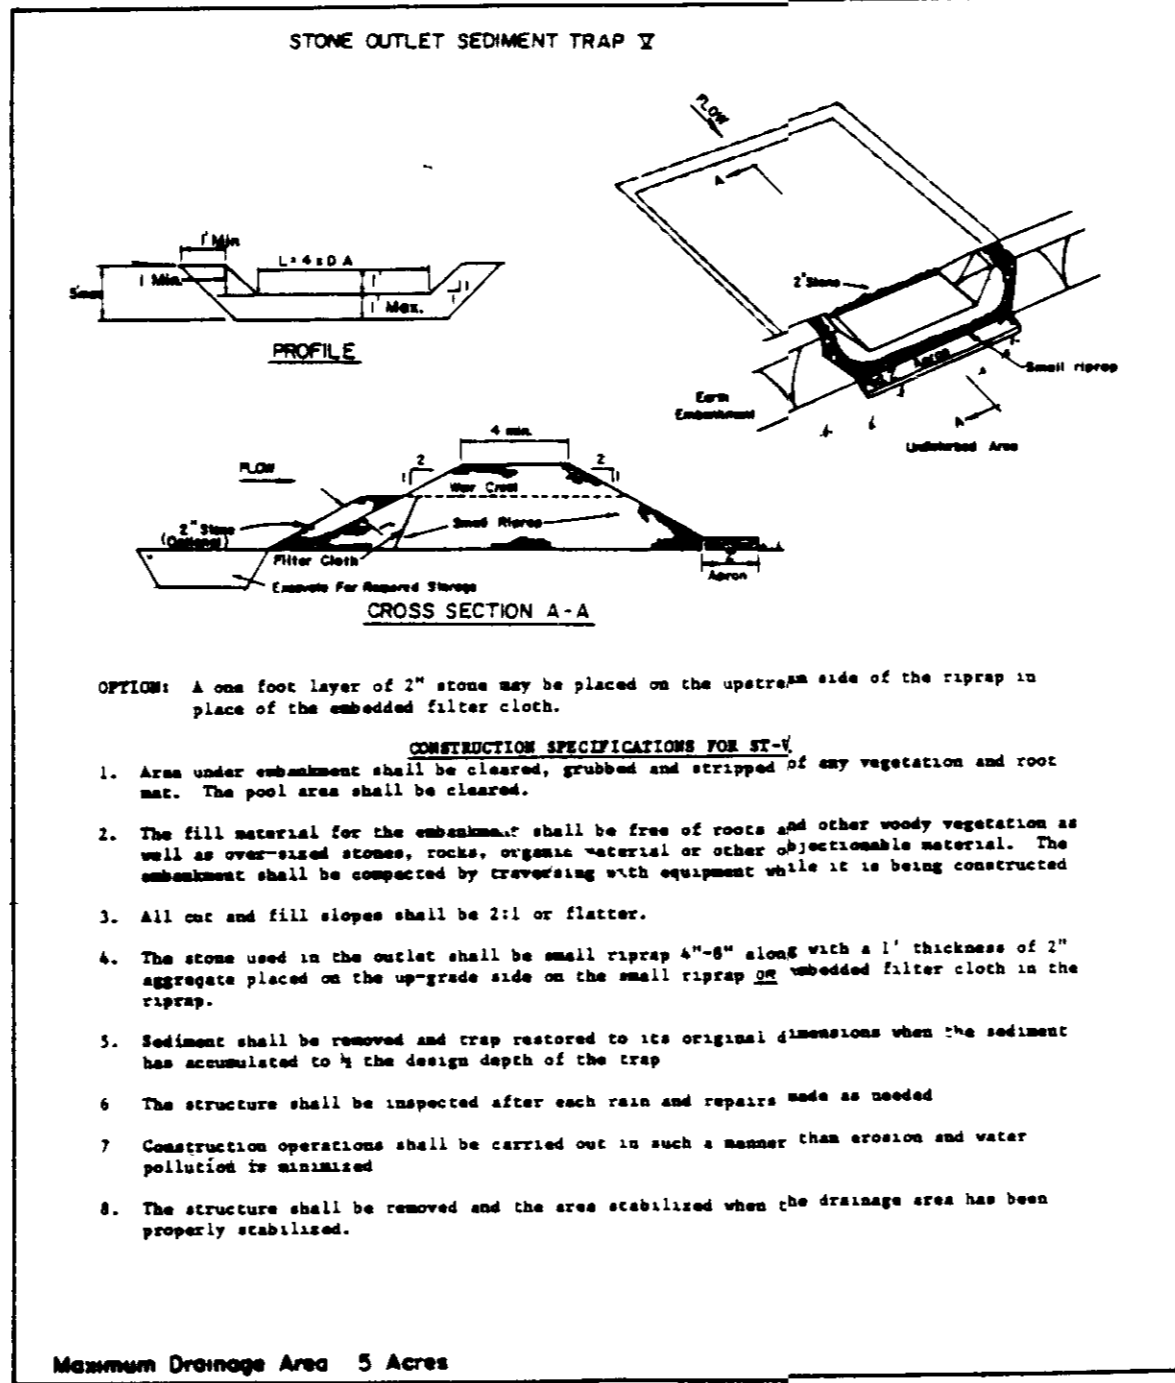 STONE OUTLET SEDIMENT TRAP V
FLOW
A
1' Min
L = 4 x D A
1 Min.
1'
5'max
1' Max.
1
1
PROFILE
2" Stone
Apron
Small riprap
Earth
Embankment
A
Undisturbed Area
4 min.
FLOW
2
1
2
1
Weir Crest
2" Stone
(Optional)
Small Riprap
Filter Cloth
Apron
Excavate For Required Storage
CROSS SECTION A-A
OPTION: A one foot layer of 2" stone may be placed on the upstream side of the riprap in
place of the embedded filter cloth.
CONSTRUCTION SPECIFICATIONS FOR ST-V
1. Area under embankment shall be cleared, grubbed and stripped of any vegetation and root
mat. The pool area shall be cleared.
2. The fill material for the embankment shall be free of roots and other woody vegetation as
well as over-sized stones, rocks, organic material or other objectionable material. The
embankment shall be compacted by traversing with equipment while it is being constructed
3. All cut and fill slopes shall be 2:1 or flatter.
4. The stone used in the outlet shall be small riprap 4"-8" along with a 1' thickness of 2"
aggregate placed on the up-grade side on the small riprap OR embedded filter cloth in the
riprap.
5. Sediment shall be removed and trap restored to its original dimensions when the sediment
has accumulated to ½ the design depth of the trap
6 The structure shall be inspected after each rain and repairs made as needed
7 Construction operations shall be carried out in such a manner than erosion and water
pollution is minimized
8. The structure shall be removed and the area stabilized when the drainage area has been
properly stabilized.
Maximum Drainage Area 5 Acres